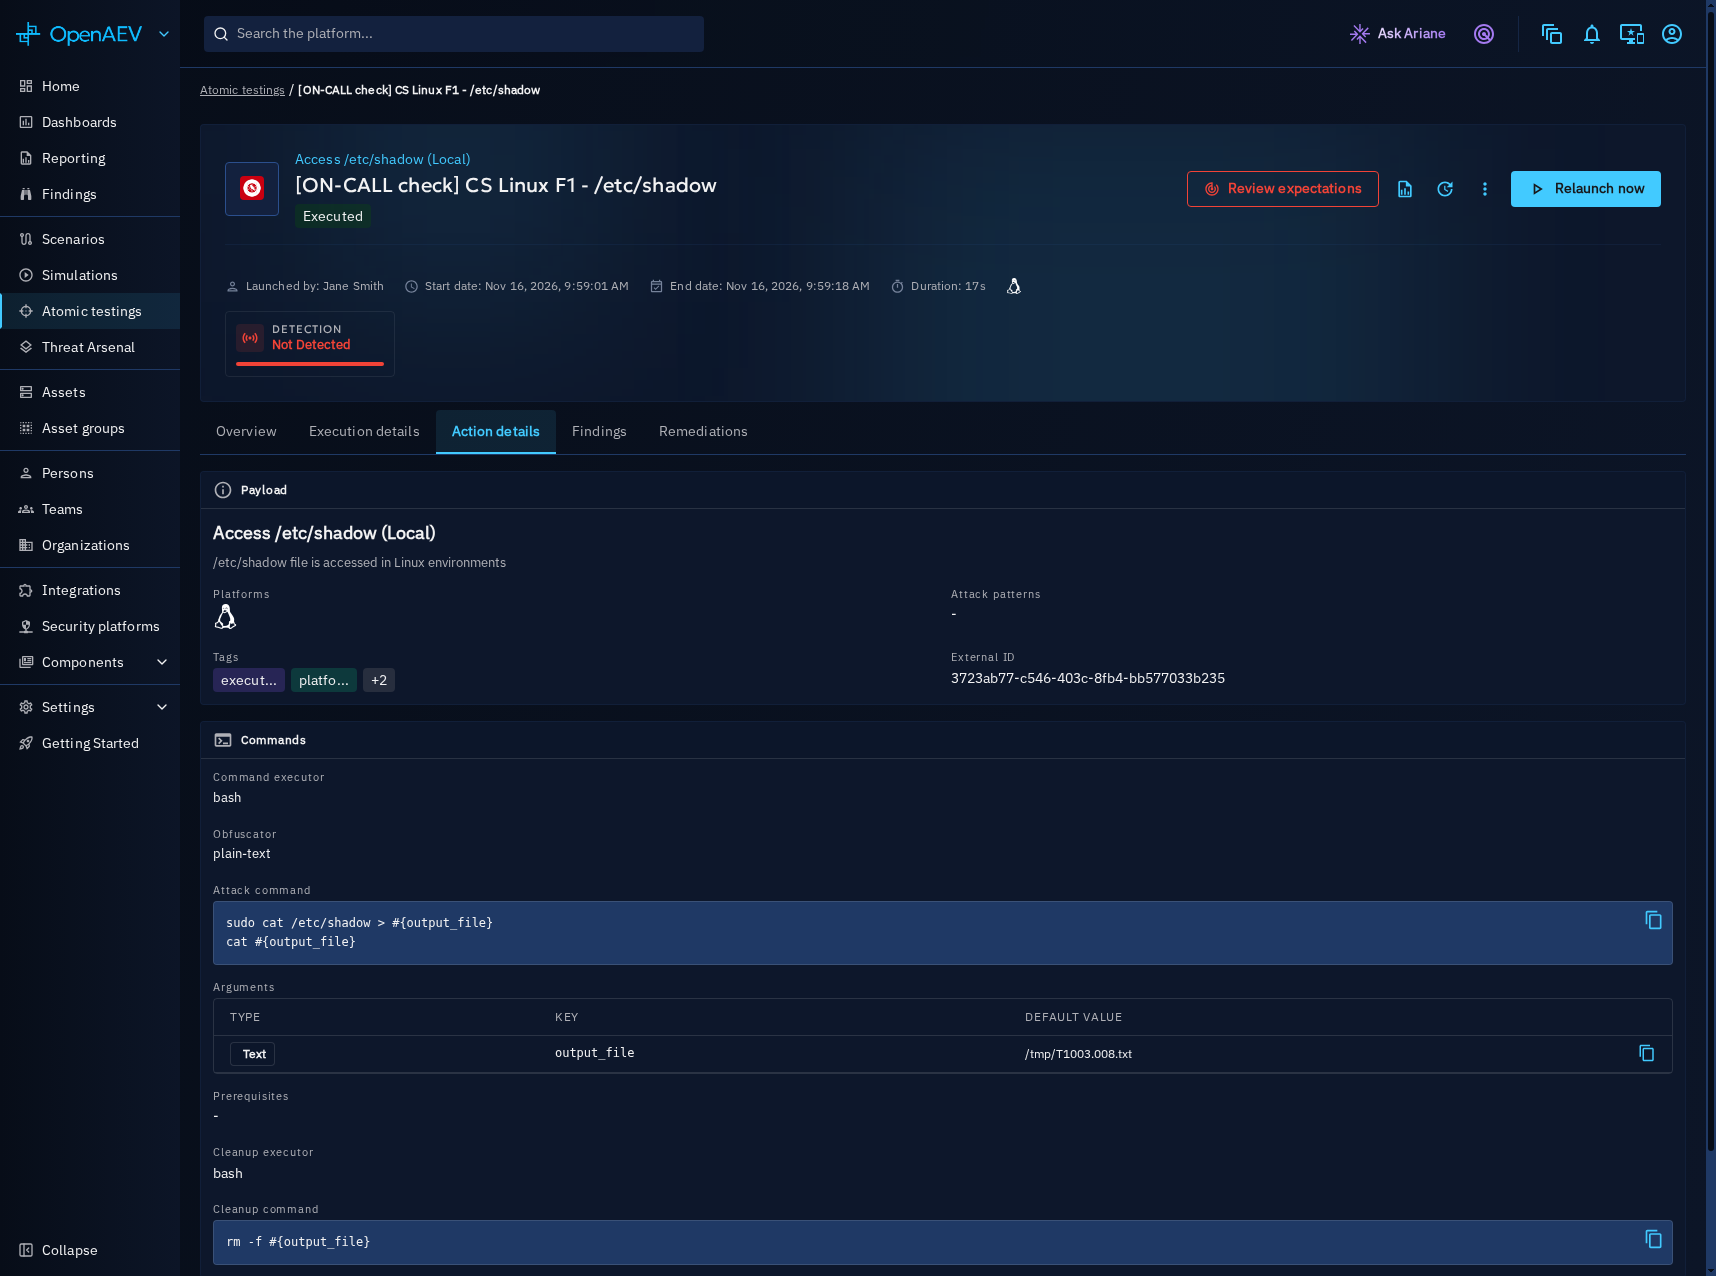 OpenAEV
Search the platform...
Ask Ariane
Home
Dashboards
Reporting
Findings
Scenarios
Simulations
Atomic testings
Threat Arsenal
Assets
Asset groups
Persons
Teams
Organizations
Integrations
Security platforms
Components
Settings
Getting Started
Collapse
Atomic testings / [ON-CALL check] CS Linux F1 - /etc/shadow
Access /etc/shadow (Local)
[ON-CALL check] CS Linux F1 - /etc/shadow
Executed
Review expectations
Relaunch now
Launched by: Jane Smith
Start date: Nov 16, 2026, 9:59:01 AM
End date: Nov 16, 2026, 9:59:18 AM
Duration: 17s
DETECTION
Not Detected
Overview
Execution details
Action details
Findings
Remediations
Payload
Access /etc/shadow (Local)
/etc/shadow file is accessed in Linux environments
Platforms
Attack patterns
-
Tags
execut...
platfo...
+2
External ID
3723ab77-c546-403c-8fb4-bb577033b235
Commands
Command executor
bash
Obfuscator
plain-text
Attack command
sudo cat /etc/shadow > #{output_file}
cat #{output_file}
Arguments
TYPE KEY DEFAULT VALUE
Text output_file /tmp/T1003.008.txt
Prerequisites
-
Cleanup executor
bash
Cleanup command
rm -f #{output_file}